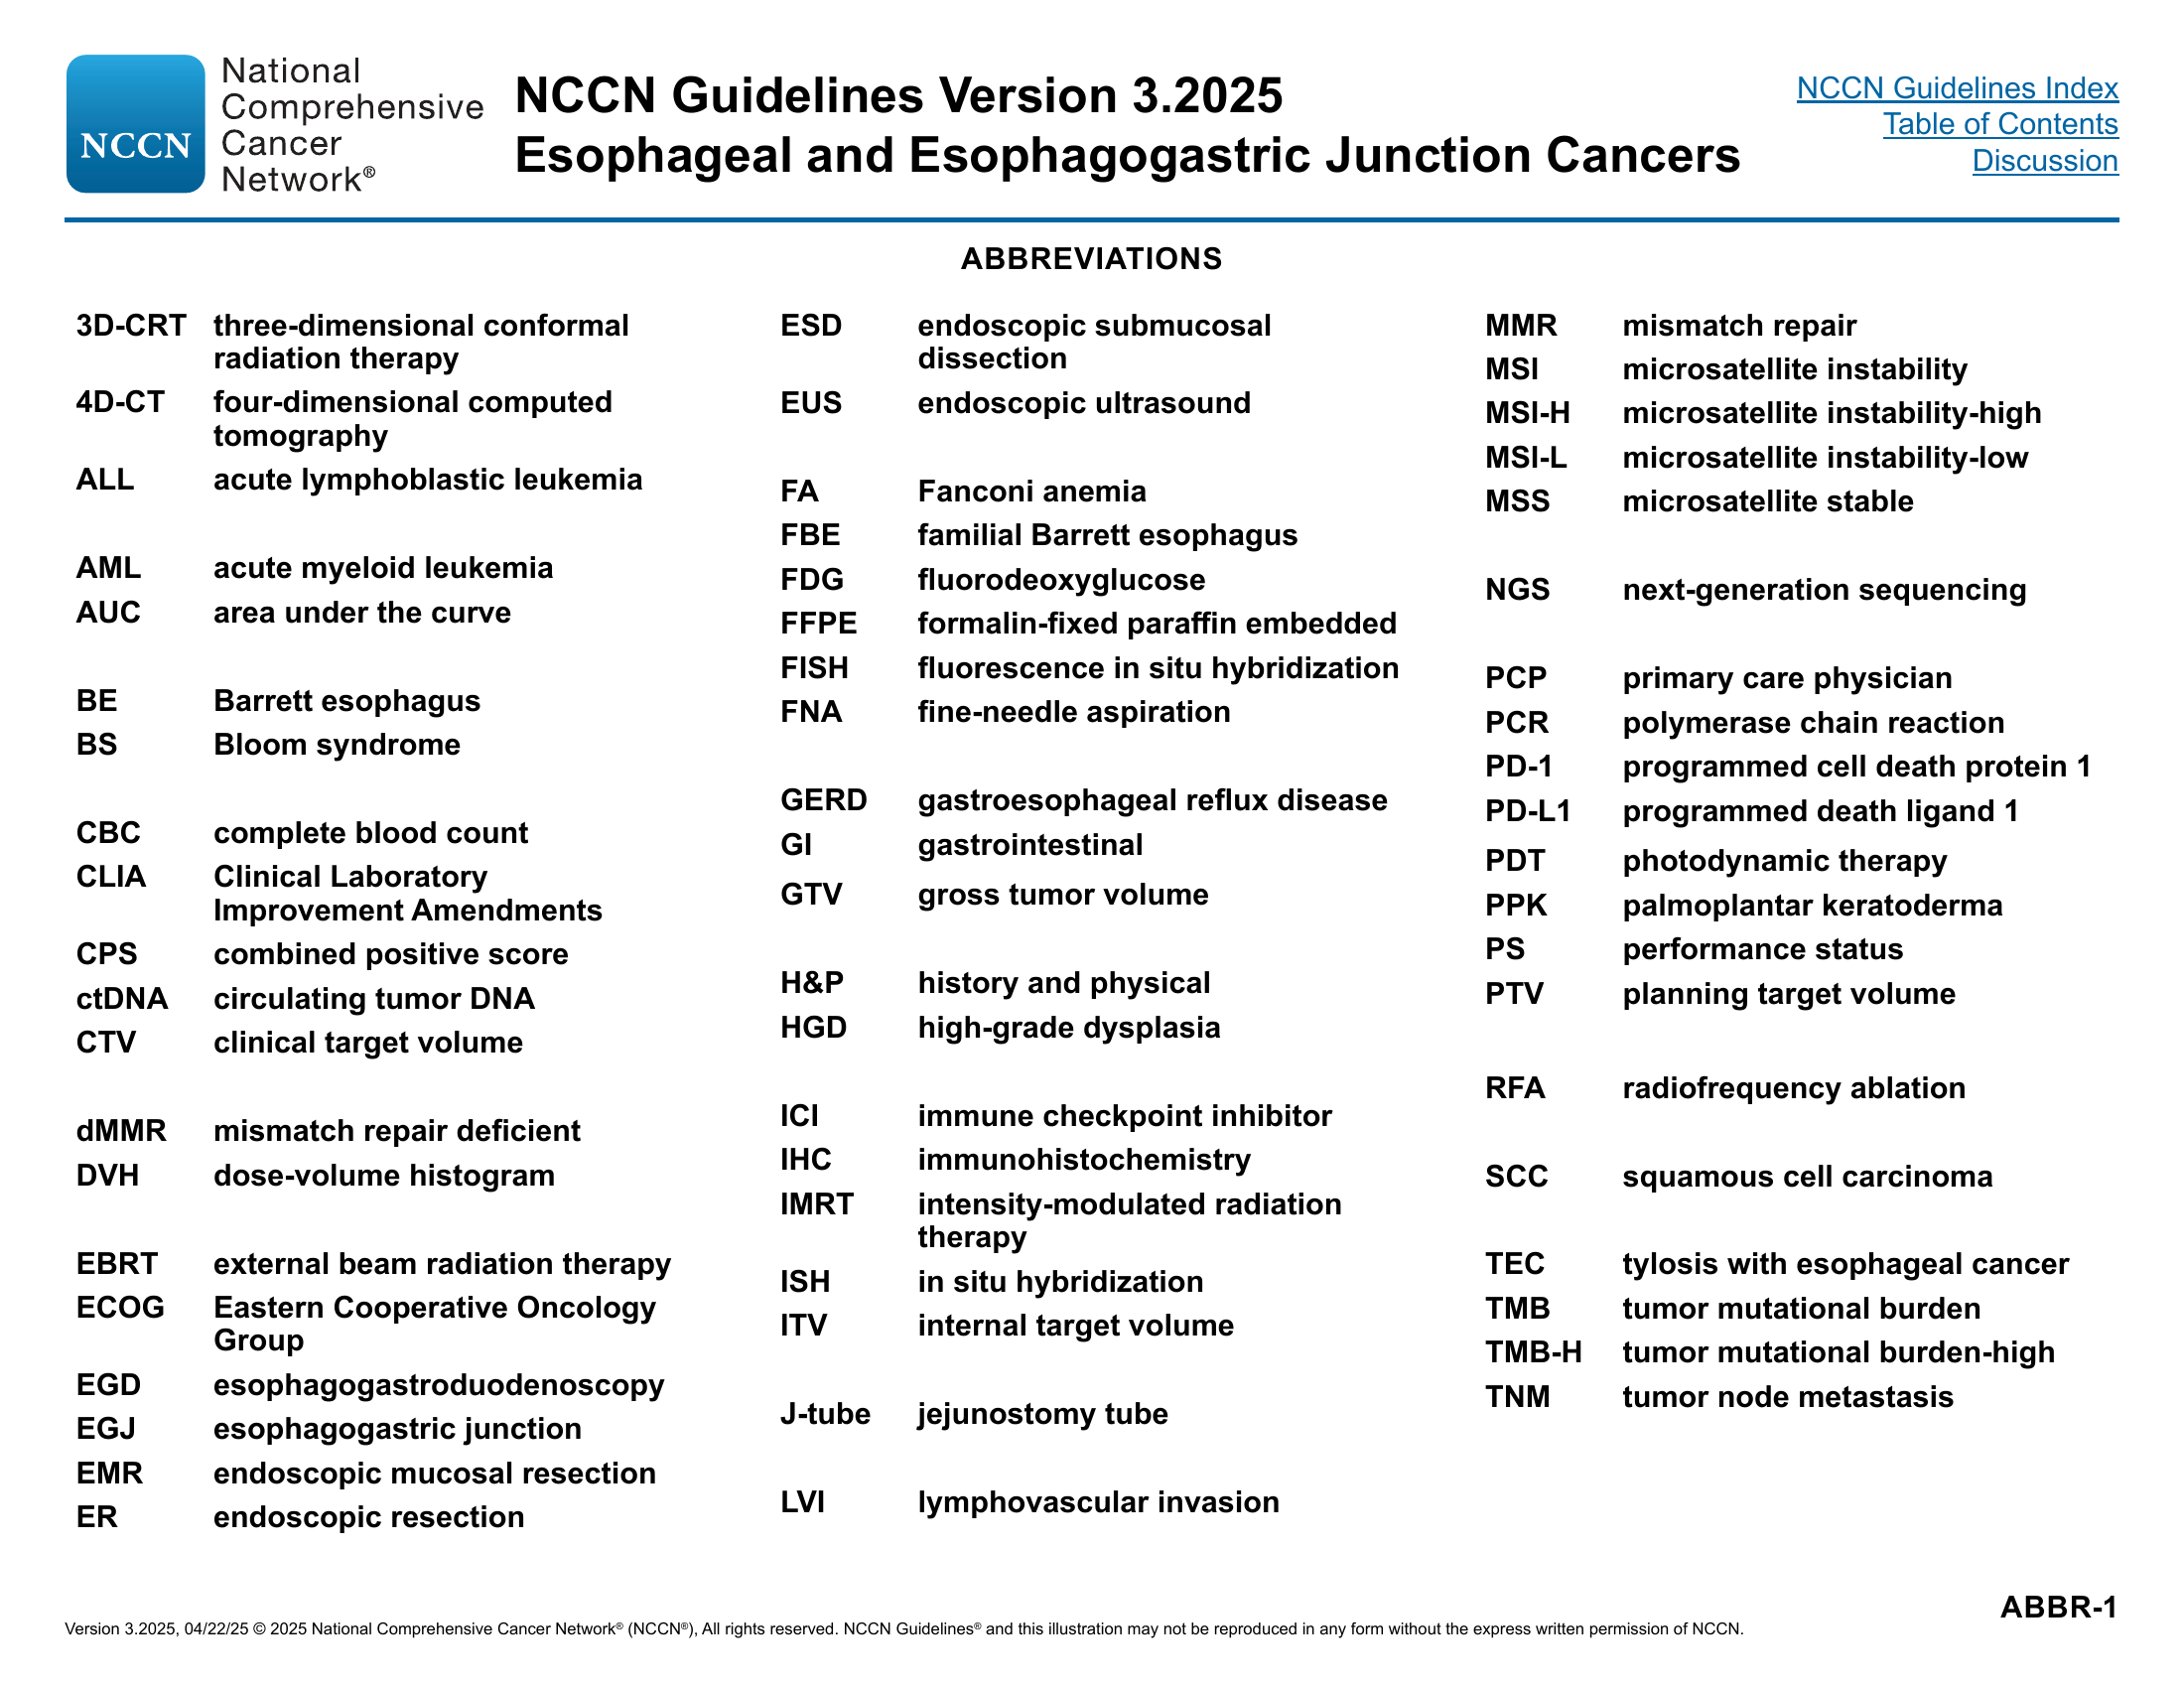 NCCN
National
Comprehensive
Cancer
Network®
NCCN Guidelines Version 3.2025
Esophageal and Esophagogastric Junction Cancers
NCCN Guidelines Index
Table of Contents
Discussion
ABBREVIATIONS
3D-CRT three-dimensional conformal
radiation therapy
4D-CT four-dimensional computed
tomography
ALL acute lymphoblastic leukemia
AML acute myeloid leukemia
AUC area under the curve
BE Barrett esophagus
BS Bloom syndrome
CBC complete blood count
CLIA Clinical Laboratory
Improvement Amendments
CPS combined positive score
ctDNA circulating tumor DNA
CTV clinical target volume
dMMR mismatch repair deficient
DVH dose-volume histogram
EBRT external beam radiation therapy
ECOG Eastern Cooperative Oncology
Group
EGD esophagogastroduodenoscopy
EGJ esophagogastric junction
EMR endoscopic mucosal resection
ER endoscopic resection
ESD endoscopic submucosal
dissection
EUS endoscopic ultrasound
FA Fanconi anemia
FBE familial Barrett esophagus
FDG fluorodeoxyglucose
FFPE formalin-fixed paraffin embedded
FISH fluorescence in situ hybridization
FNA fine-needle aspiration
GERD gastroesophageal reflux disease
GI gastrointestinal
GTV gross tumor volume
H&P history and physical
HGD high-grade dysplasia
ICI immune checkpoint inhibitor
IHC immunohistochemistry
IMRT intensity-modulated radiation
therapy
ISH in situ hybridization
ITV internal target volume
J-tube jejunostomy tube
LVI lymphovascular invasion
MMR mismatch repair
MSI microsatellite instability
MSI-H microsatellite instability-high
MSI-L microsatellite instability-low
MSS microsatellite stable
NGS next-generation sequencing
PCP primary care physician
PCR polymerase chain reaction
PD-1 programmed cell death protein 1
PD-L1 programmed death ligand 1
PDT photodynamic therapy
PPK palmoplantar keratoderma
PS performance status
PTV planning target volume
RFA radiofrequency ablation
SCC squamous cell carcinoma
TEC tylosis with esophageal cancer
TMB tumor mutational burden
TMB-H tumor mutational burden-high
TNM tumor node metastasis
ABBR-1
Version 3.2025, 04/22/25 © 2025 National Comprehensive Cancer Network® (NCCN®), All rights reserved. NCCN Guidelines® and this illustration may not be reproduced in any form without the express written permission of NCCN.